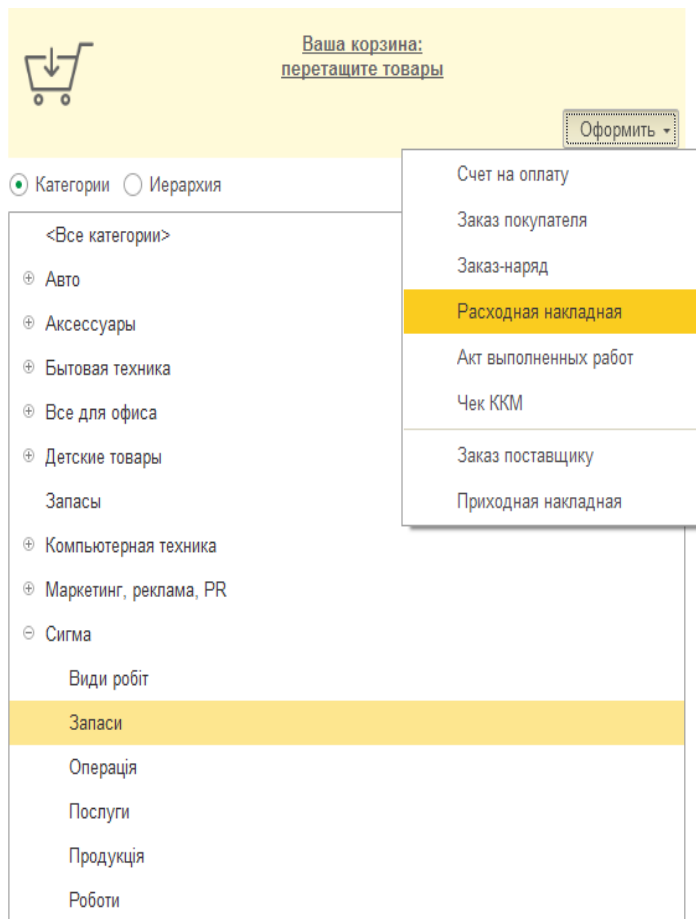 Ваша корзина:
перетащите товары
Оформить
Категории Иерархия
Счет на оплату
Заказ покупателя
Заказ-наряд
Расходная накладная
Акт выполненных работ
Чек ККМ
Заказ поставщику
Приходная накладная
<Все категории>
Авто
Аксессуары
Бытовая техника
Все для офиса
Детские товары
Запасы
Компьютерная техника
Маркетинг, реклама, PR
Сигма
Види робіт
Запаси
Операція
Послуги
Продукція
Роботи